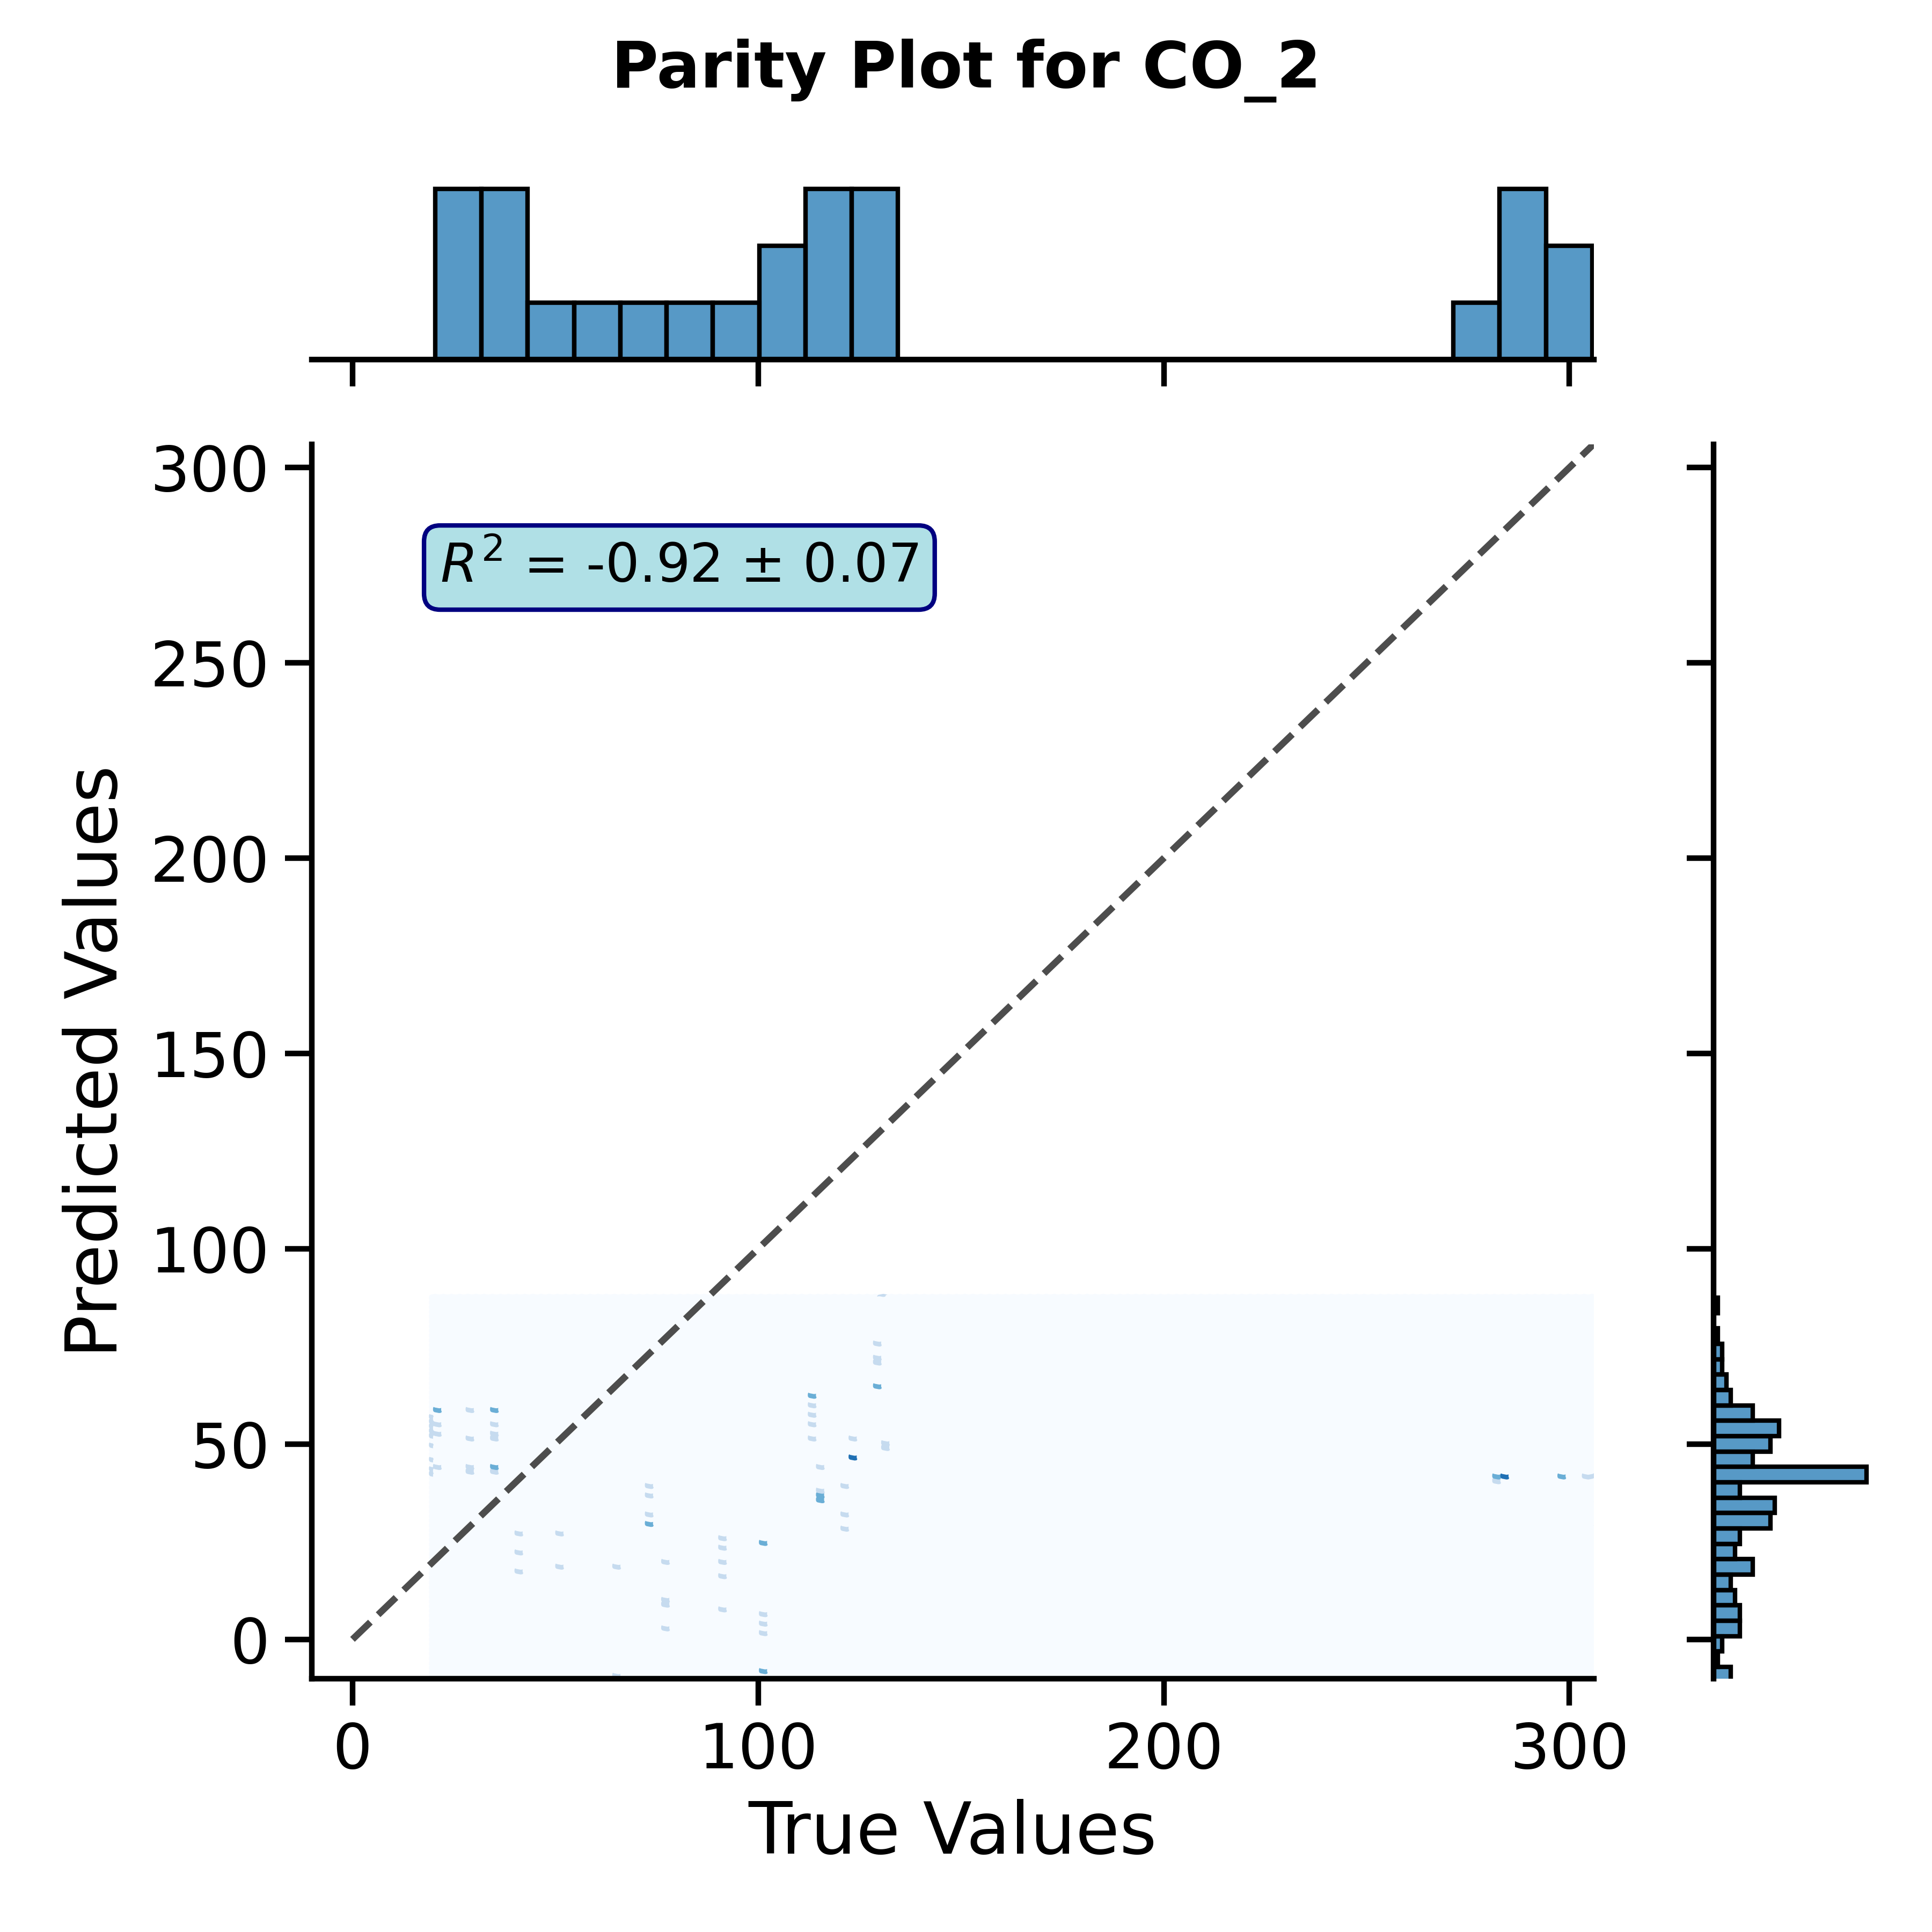 Parity Plot for CO_2
R² = -0.92 ± 0.07
Predicted Values
300
250
200
150
100
50
0
0 100 200 300
True Values